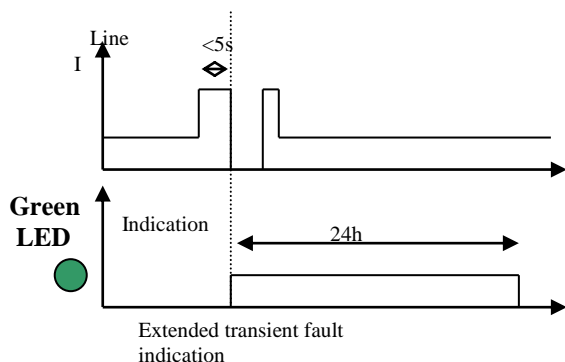 Line
<5s
I
Green
LED
Indication
24h
Extended transient fault
indication